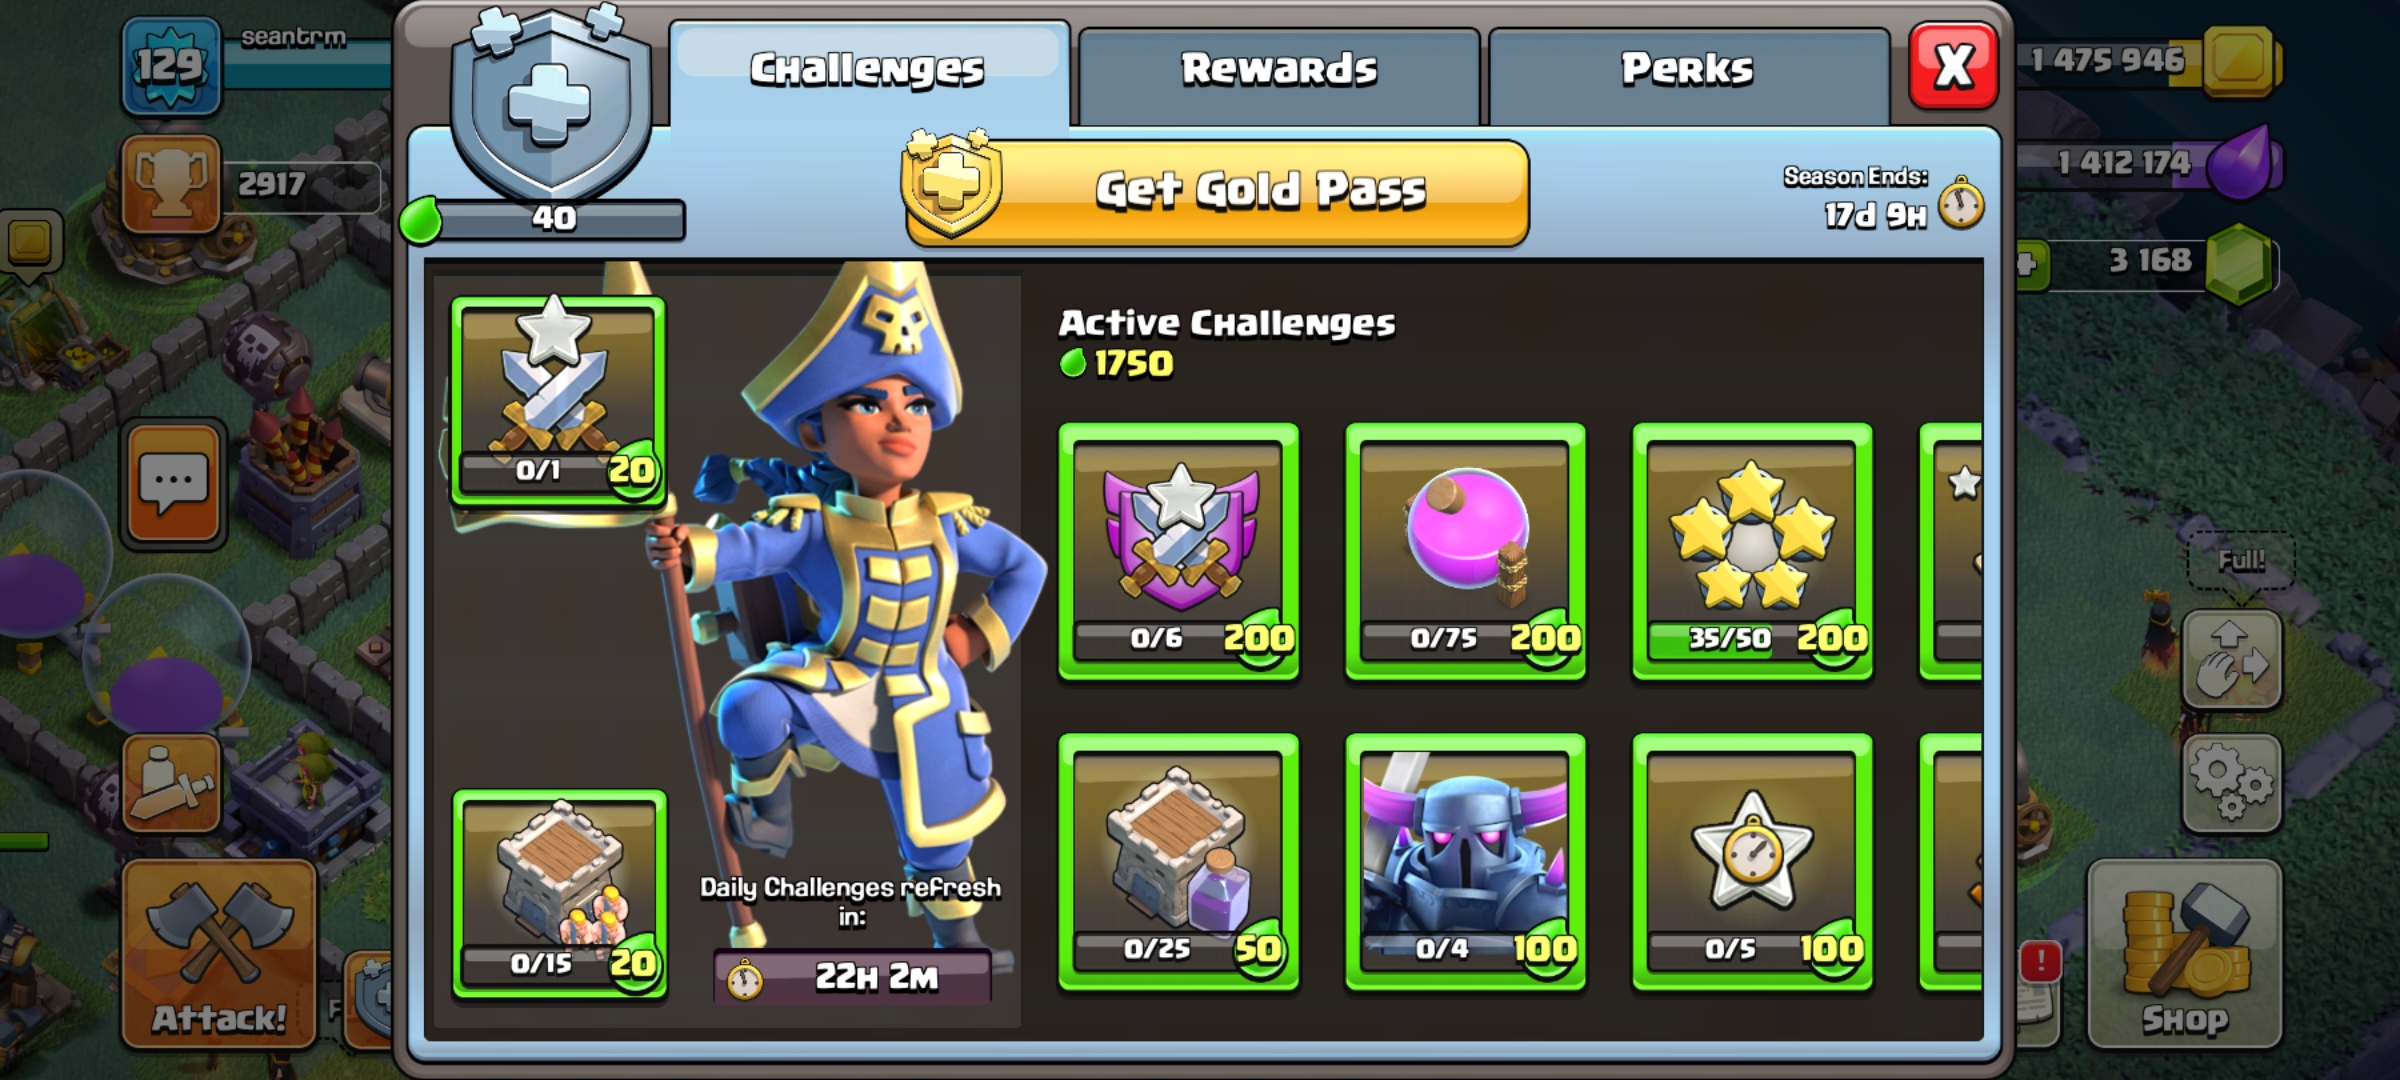 129
seantrm
2917
Challenges
Rewards
Perks
X
1 475 946
1 412 174
3 168
40
Get Gold Pass
Season Ends:
17d 9H
0/1
20
Active Challenges
1750
0/6
200
0/75
200
35/50
200
0/25
50
0/4
100
0/5
100
0/15
20
Daily Challenges refresh
in:
22H 2M
Full!
Attack!
!
Shop